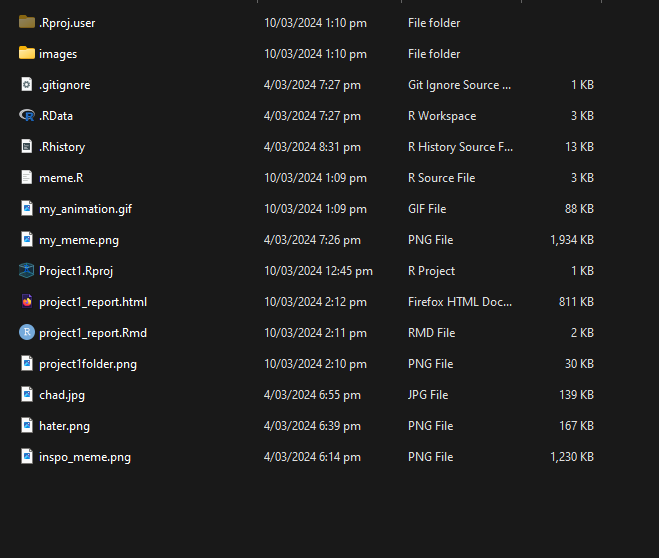 .Rproj.user 10/03/2024 1:10 pm File folder
images 10/03/2024 1:10 pm File folder
.gitignore 4/03/2024 7:27 pm Git Ignore Source ... 1 KB
.RData 4/03/2024 7:27 pm R Workspace 3 KB
.Rhistory 4/03/2024 8:31 pm R History Source F... 13 KB
meme.R 10/03/2024 1:09 pm R Source File 3 KB
my_animation.gif 10/03/2024 1:09 pm GIF File 88 KB
my_meme.png 4/03/2024 7:26 pm PNG File 1,934 KB
Project1.Rproj 10/03/2024 12:45 pm R Project 1 KB
project1_report.html 10/03/2024 2:12 pm Firefox HTML Doc... 811 KB
project1_report.Rmd 10/03/2024 2:11 pm RMD File 2 KB
project1folder.png 10/03/2024 2:10 pm PNG File 30 KB
chad.jpg 4/03/2024 6:55 pm JPG File 139 KB
hater.png 4/03/2024 6:39 pm PNG File 167 KB
inspo_meme.png 4/03/2024 6:14 pm PNG File 1,230 KB